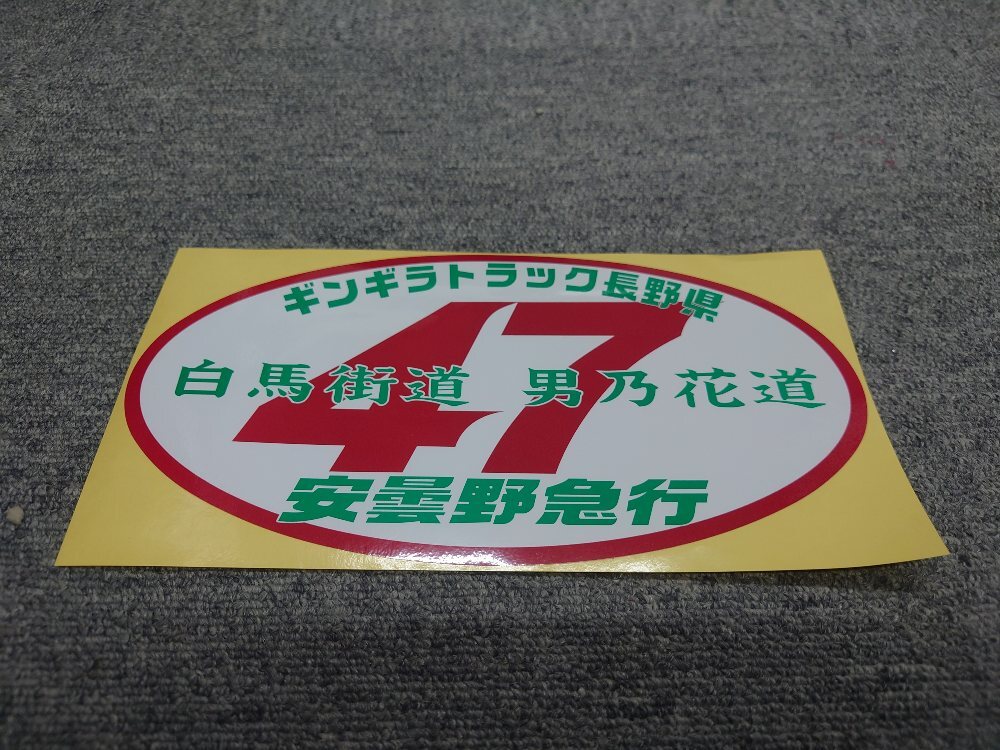 ギンギラトラック長野県
47
白馬街道 男乃花道
安曇野急行